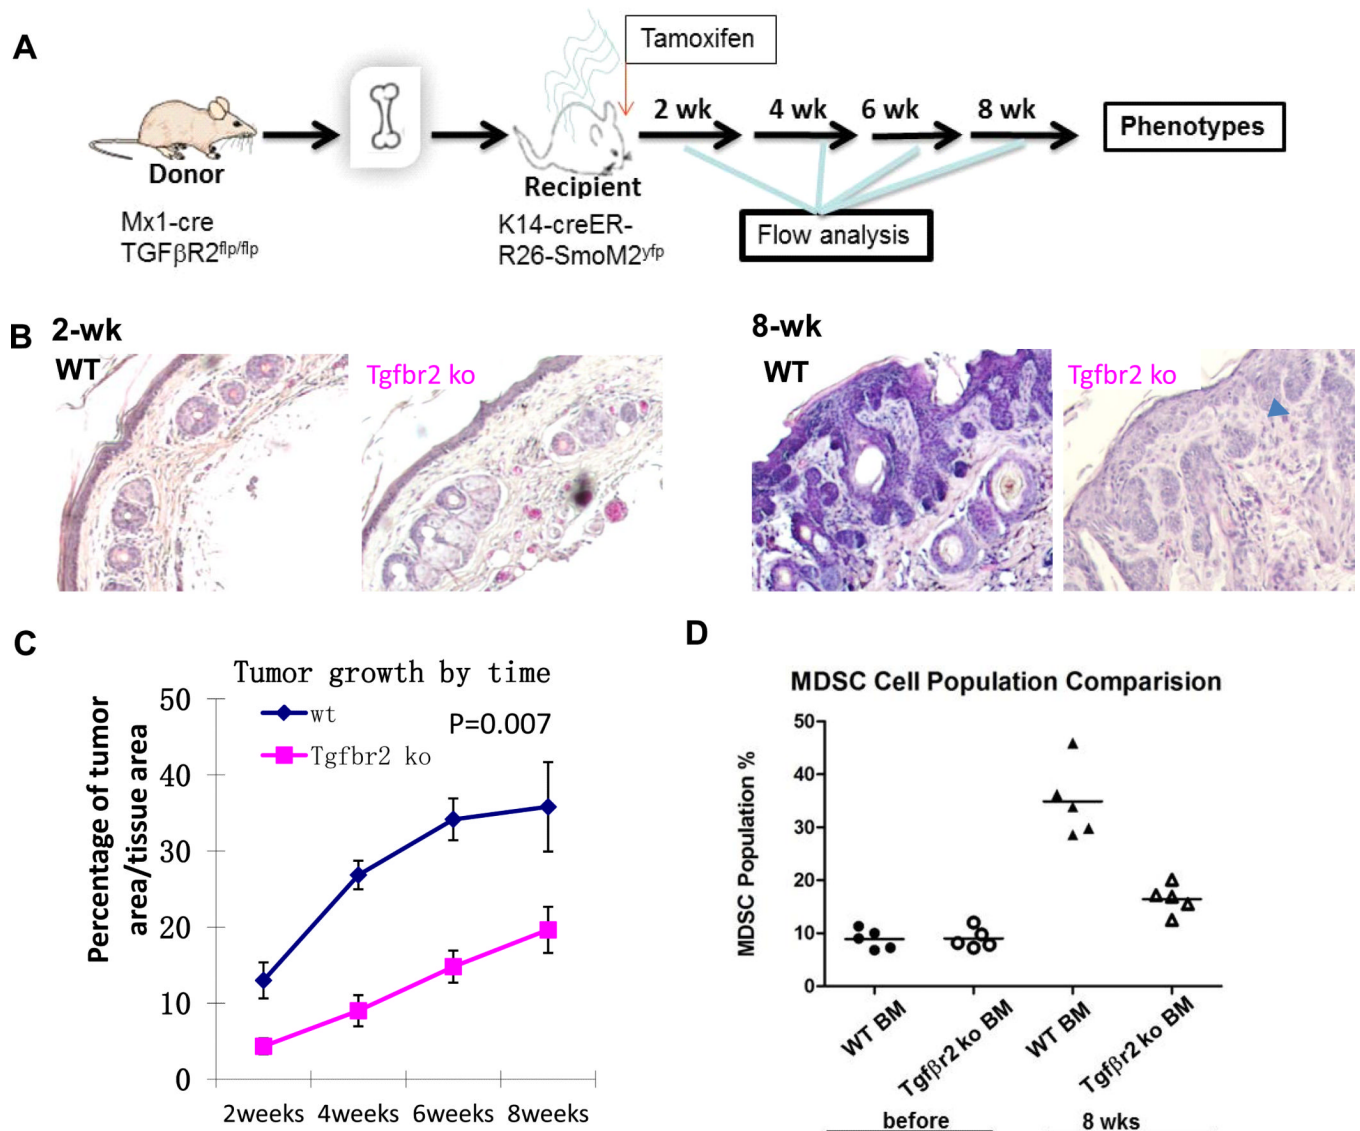 A
Tamoxifen
2 wk
4 wk
6 wk
8 wk
Phenotypes
Donor
Recipient
Mx1-cre
TGFβR2flp/flp
K14-creER-
R26-SmoM2yfp
Flow analysis
B
2-wk
WT
Tgfbr2 ko
8-wk
WT
Tgfbr2 ko
C
Tumor growth by time
wt
Tgfbr2 ko
P=0.007
Percentage of tumor
area/tissue area
50
40
30
20
10
0
2weeks
4weeks
6weeks
8weeks
D
MDSC Cell Population Comparision
MDSC Population %
50
40
30
20
10
0
WT BM
Tgfβr2 ko BM
WT BM
Tgfβr2 ko BM
before
8 wks